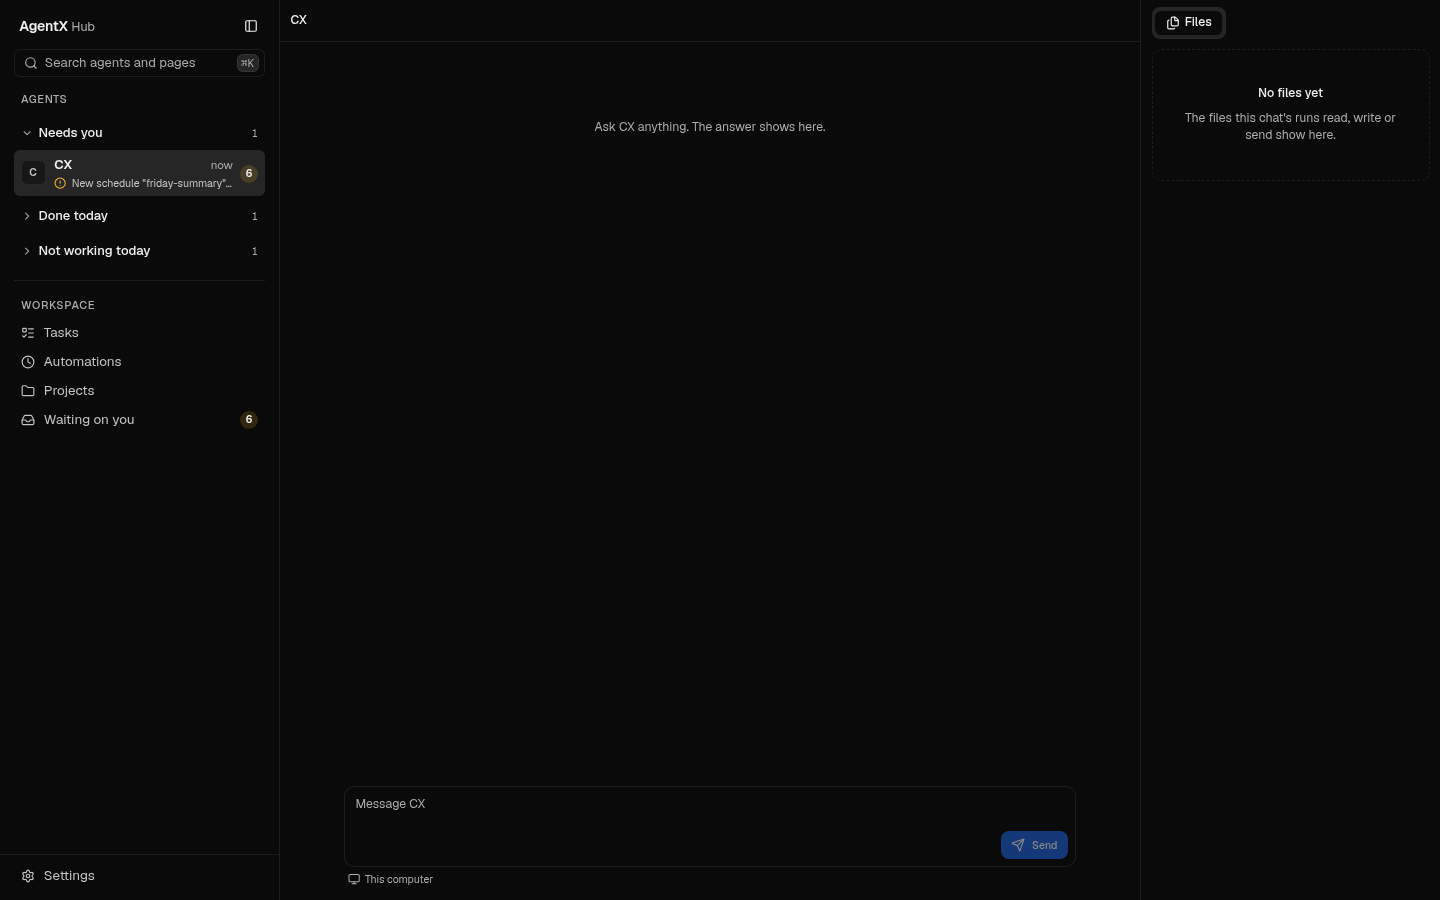 AgentX Hub
Search agents and pages
⌘K
AGENTS
Needs you
1
C
CX
now
New schedule "friday-summary"...
6
Done today
1
Not working today
1
WORKSPACE
Tasks
Automations
Projects
Waiting on you
6
Settings
CX
Ask CX anything. The answer shows here.
Message CX
Send
This computer
Files
No files yet
The files this chat's runs read, write or
send show here.